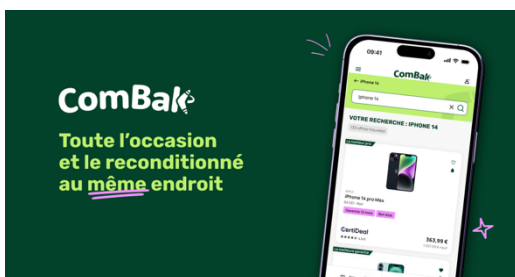 ComBak
Toute l'occasion
et le reconditionné
au même endroit
09:41
ComBak
← iPhone 14
iphone 14
VOTRE RECHERCHE : IPHONE 14
iPhone 14 pro Max
CertiDeal
363,99 €